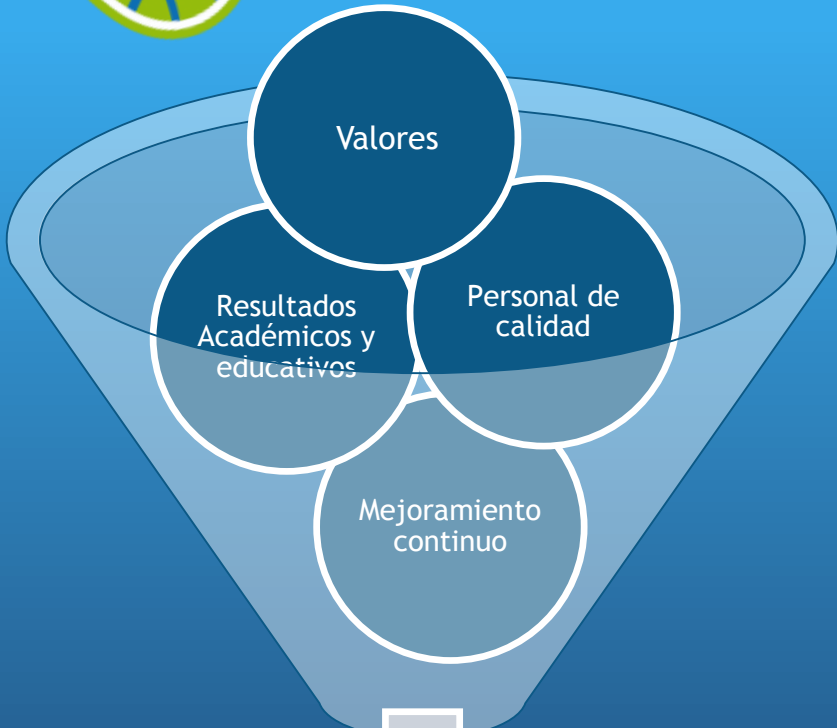 Valores
Resultados
Académicos y
educativos
Personal de
calidad
Mejoramiento
continuo